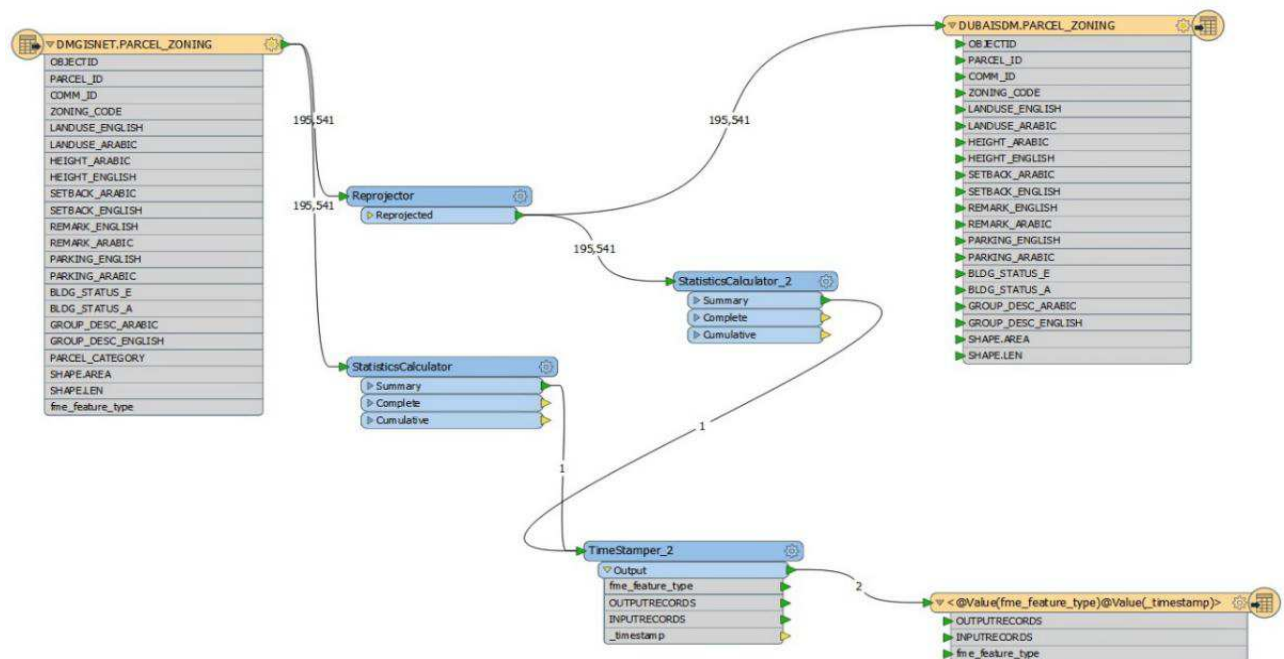 DMGISNET.PARCEL_ZONING
OBJECTID
PARCEL_ID
COMM_ID
ZONING_CODE
LANDUSE_ENGLISH
LANDUSE_ARABIC
HEIGHT_ARABIC
HEIGHT_ENGLISH
SETBACK_ARABIC
SETBACK_ENGLISH
REMARK_ENGLISH
REMARK_ARABIC
PARKING_ENGLISH
PARKING_ARABIC
BLDG_STATUS_E
BLDG_STATUS_A
GROUP_DESC_ARABIC
GROUP_DESC_ENGLISH
PARCEL_CATEGORY
SHAPE.AREA
SHAPE.LEN
fme_feature_type
195,541
195,541
Reprojector
Reprojected
195,541
195,541
StatisticsCalculator
Summary
Complete
Cumulative
1
StatisticsCalculator_2
Summary
Complete
Cumulative
1
DUBAISDM.PARCEL_ZONING
OBJECTID
PARCEL_ID
COMM_ID
ZONING_CODE
LANDUSE_ENGLISH
LANDUSE_ARABIC
HEIGHT_ARABIC
HEIGHT_ENGLISH
SETBACK_ARABIC
SETBACK_ENGLISH
REMARK_ENGLISH
REMARK_ARABIC
PARKING_ENGLISH
PARKING_ARABIC
BLDG_STATUS_E
BLDG_STATUS_A
GROUP_DESC_ARABIC
GROUP_DESC_ENGLISH
SHAPE.AREA
SHAPE.LEN
TimeStamper_2
Output
fme_feature_type
OUTPUTRECORDS
INPUTRECORDS
_timestamp
2
<@Value(fme_feature_type)@Value(_timestamp)>
OUTPUTRECORDS
INPUTRECORDS
fme_feature_type